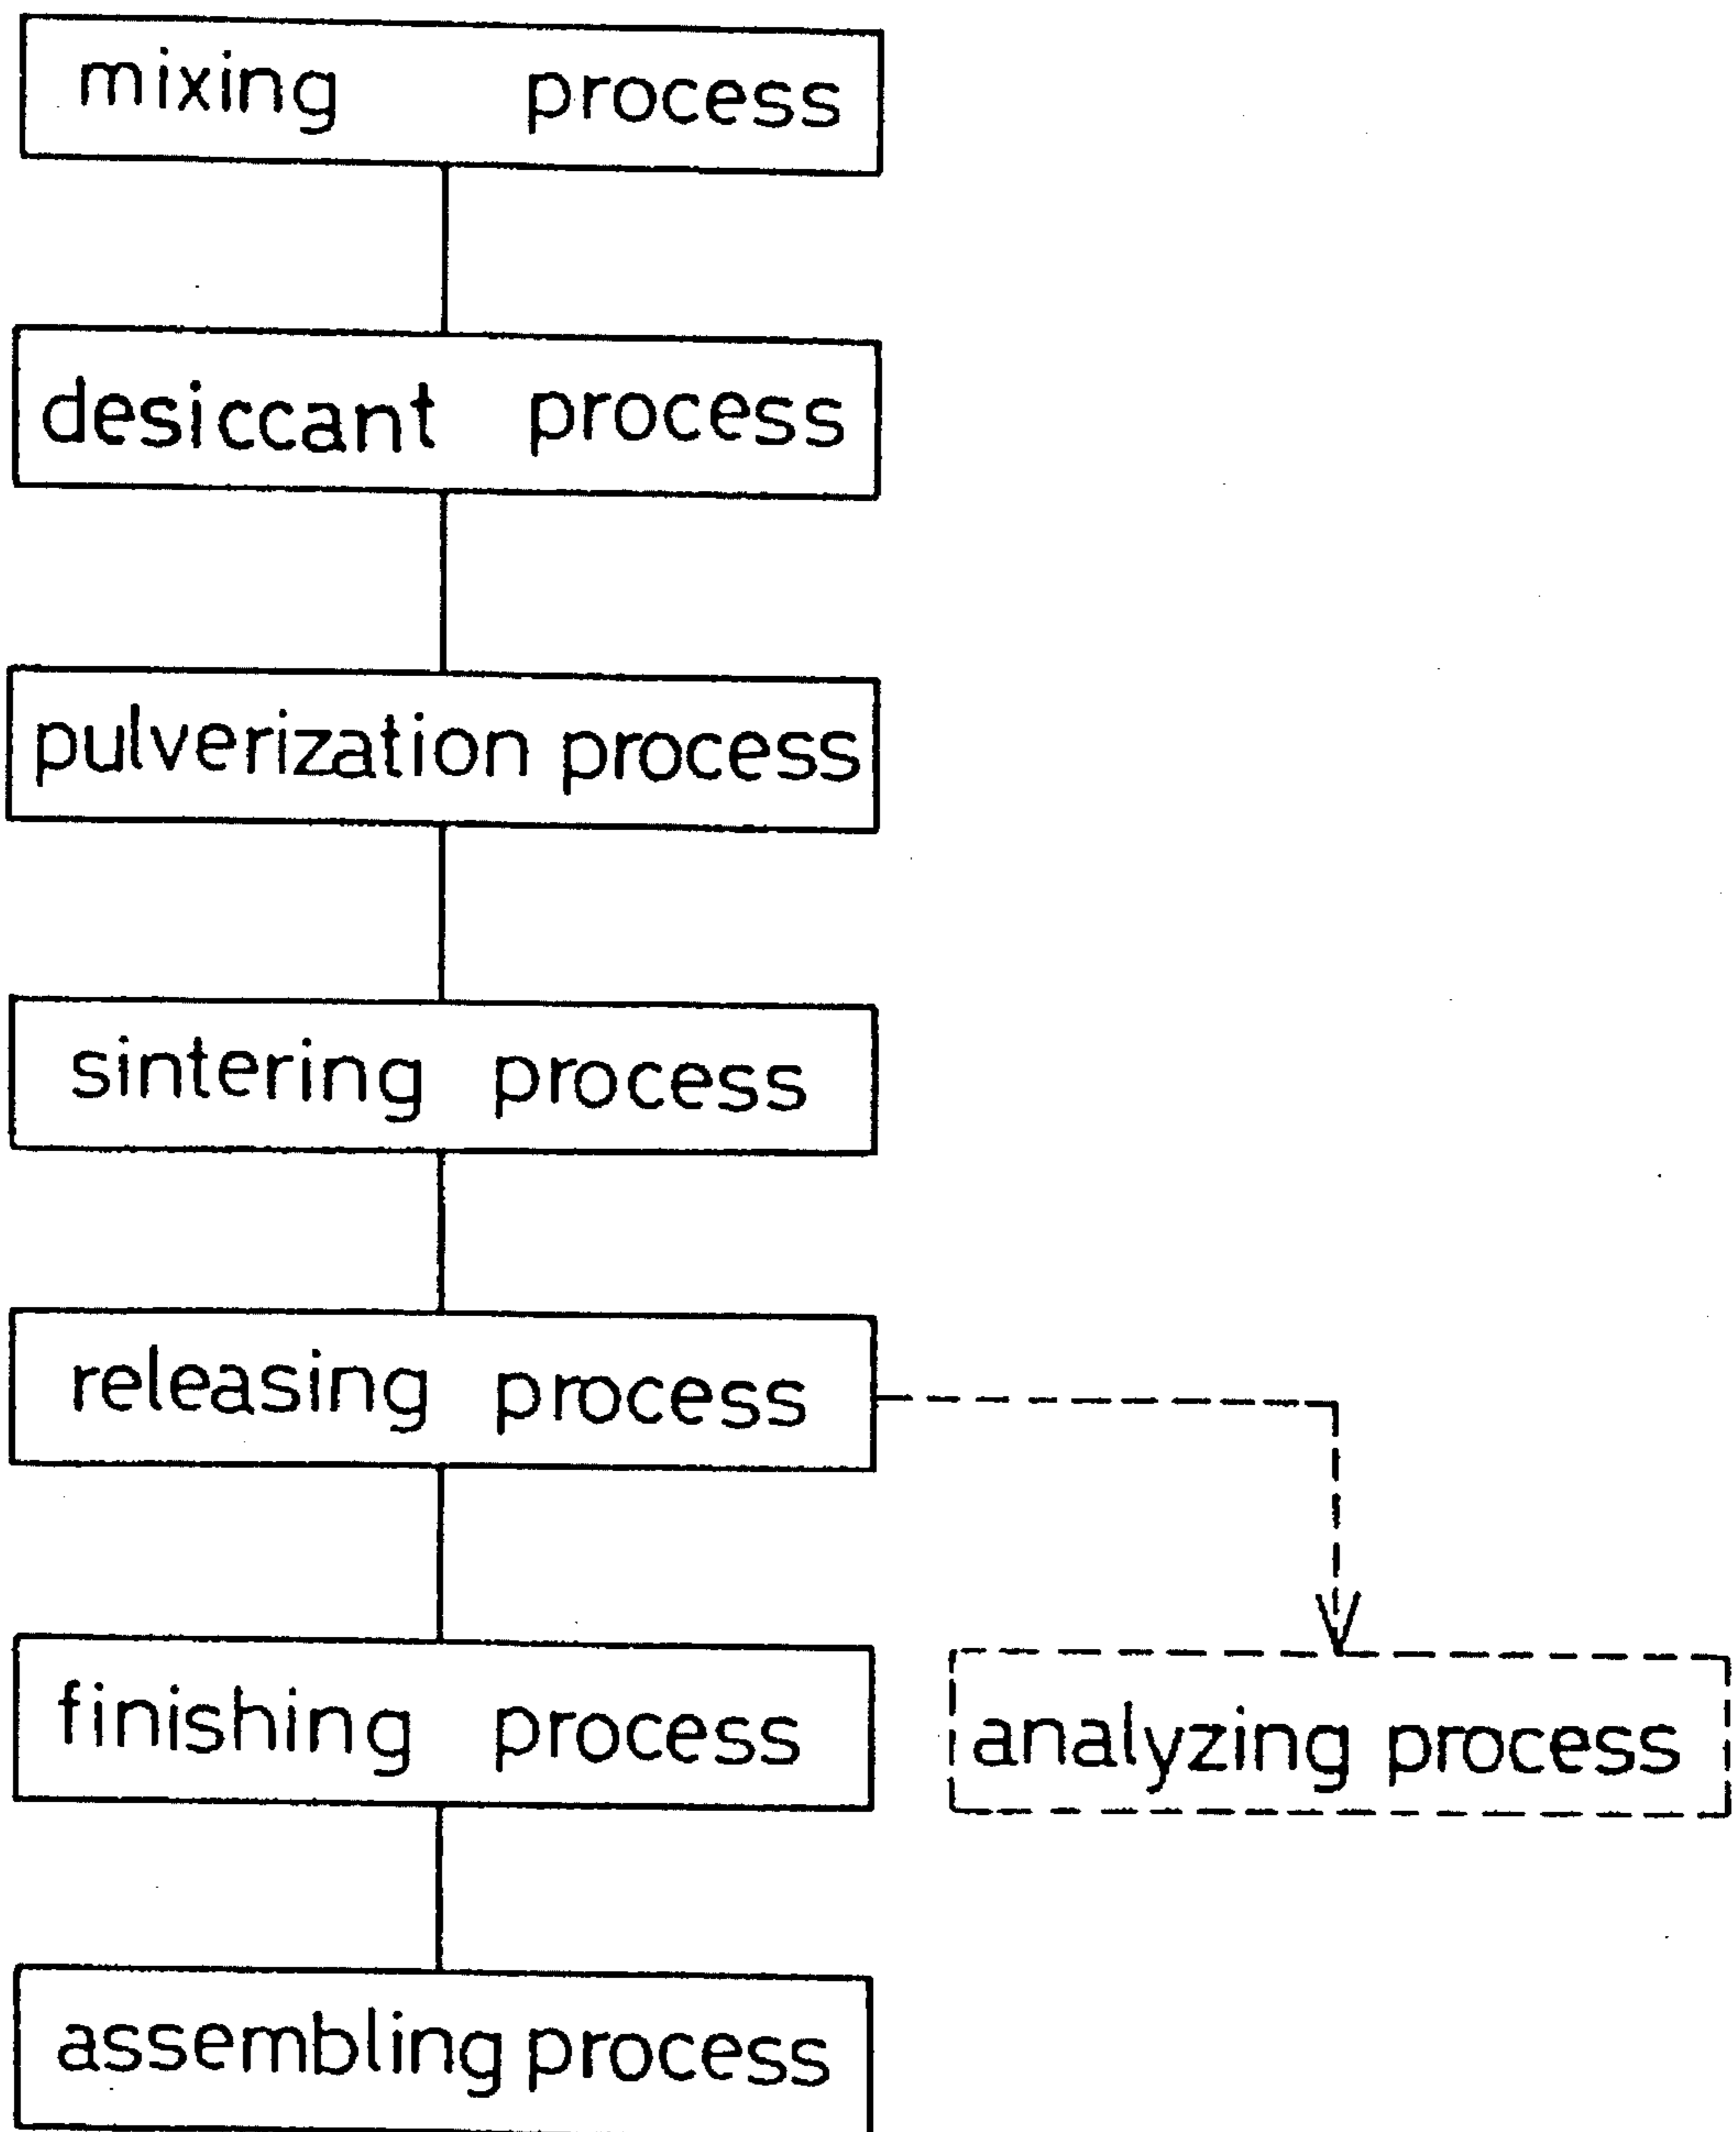 mixing process
desiccant process
pulverization process
sintering process
releasing process
finishing process
analyzing process
assembling process